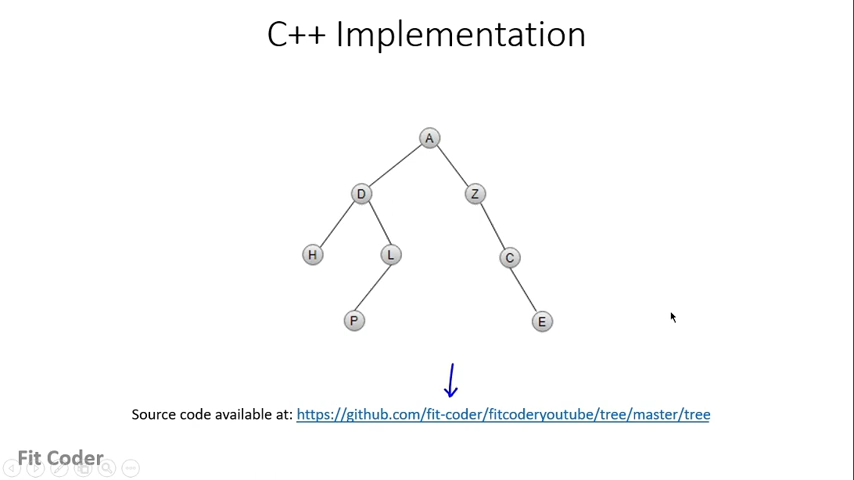 C++ Implementation
A
D
Z
H
L
C
P
E
Source code available at: https://github.com/fit-coder/fitcoderyoutube/tree/master/tree
Fit Coder